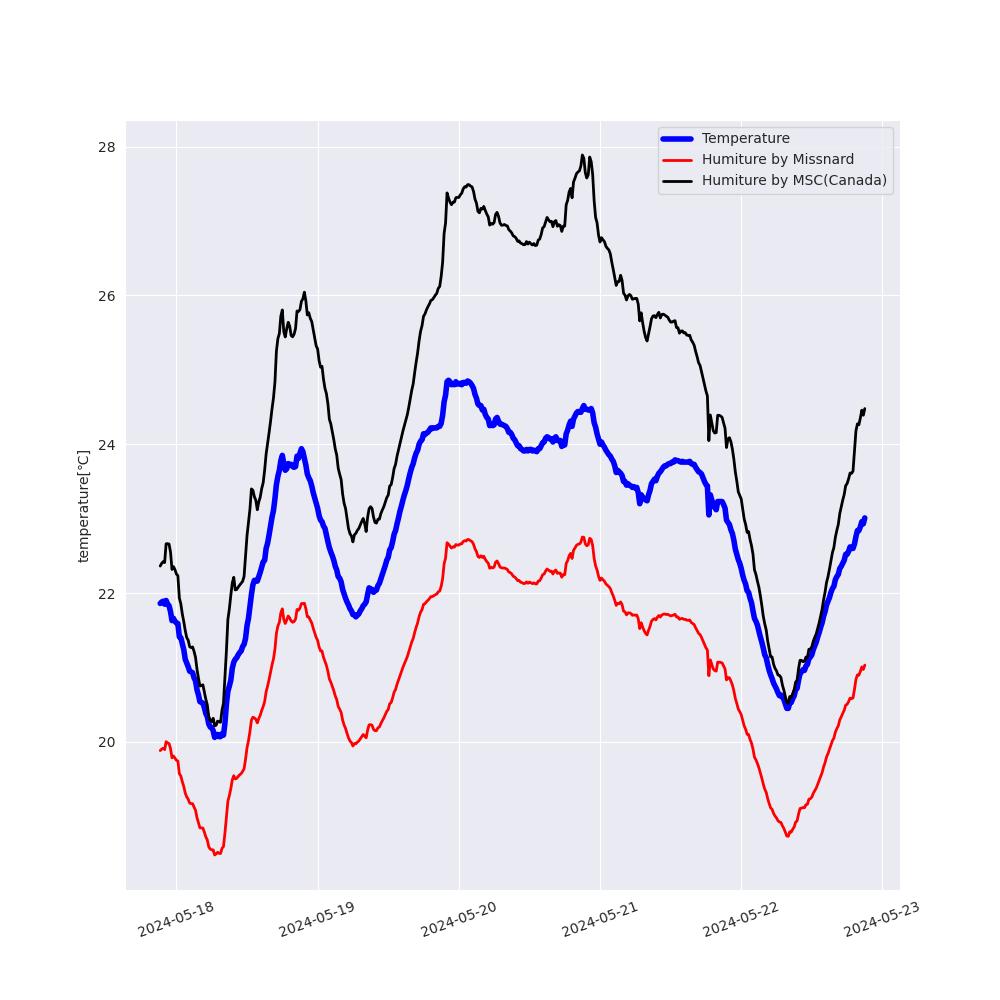 Temperature
Humiture by Missnard
Humiture by MSC(Canada)
28
26
24
22
20
temperature[℃]
2024-05-18
2024-05-19
2024-05-20
2024-05-21
2024-05-22
2024-05-23